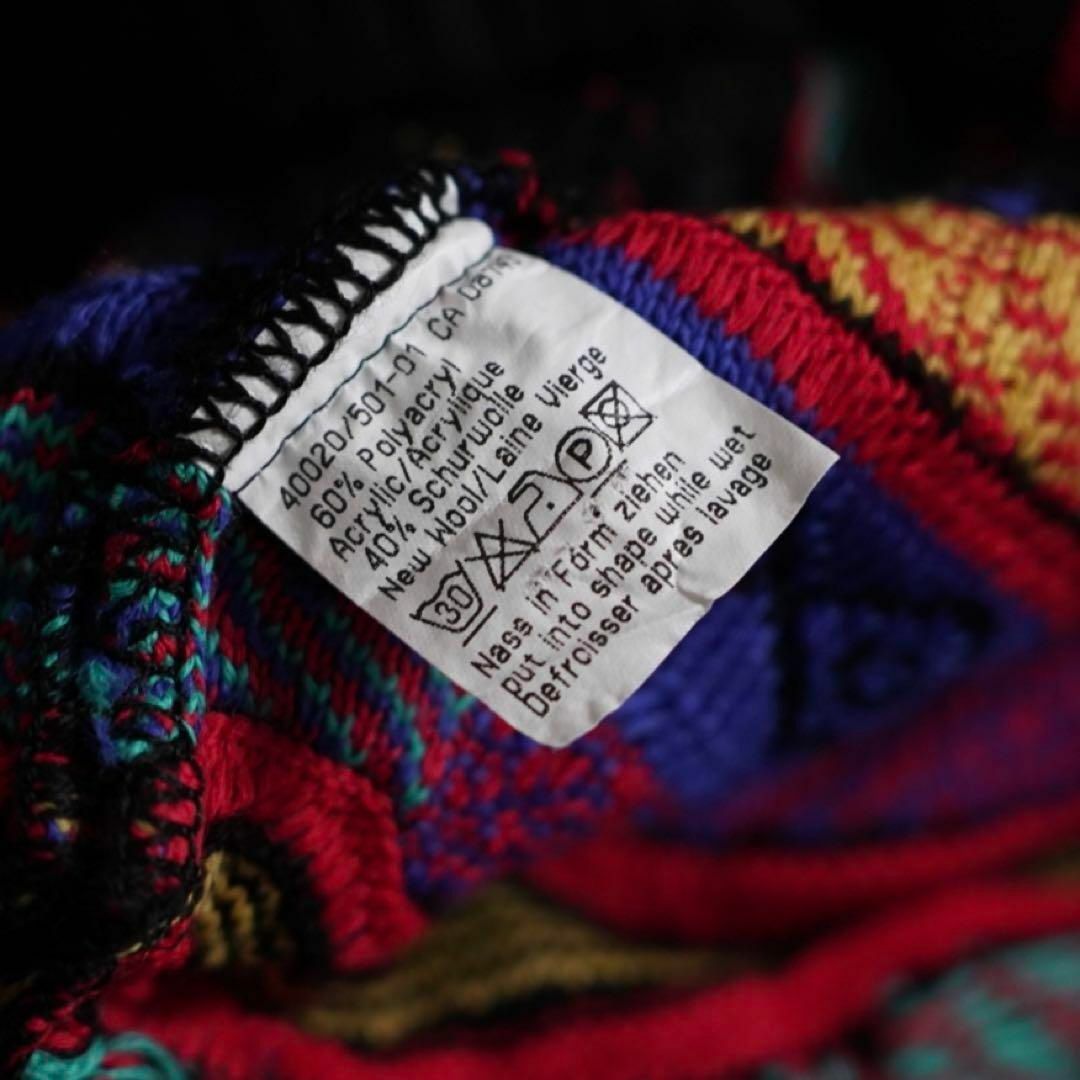 40020/501-01 CA 08749
60% Polyacryl
Acrylic/Acrylique
40% Schurwolle
New Wool/Laine Vierge
30 P
Nass in Form ziehen
put into shape while wet
Defroisser apres lavage